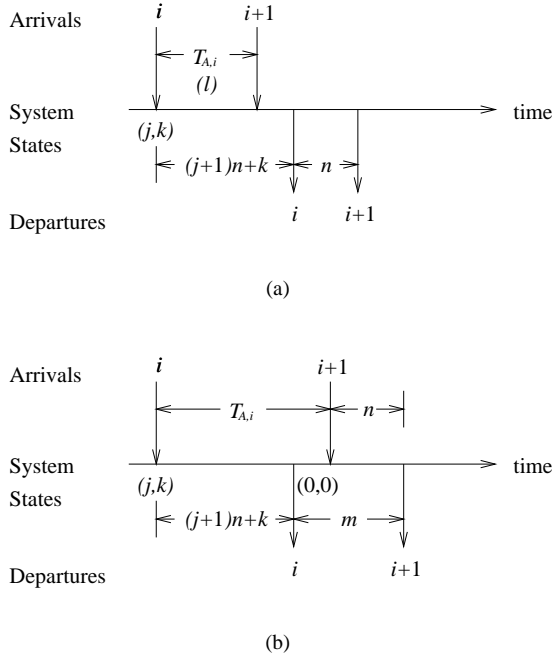 Arrivals
i i+1
T_{A,i}
(l)
System
States
(j,k)
time
(j+1)n+k n
Departures
i i+1
(a)
Arrivals
i i+1
T_{A,i} n
System
States
(j,k) (0,0)
time
(j+1)n+k m
Departures
i i+1
(b)